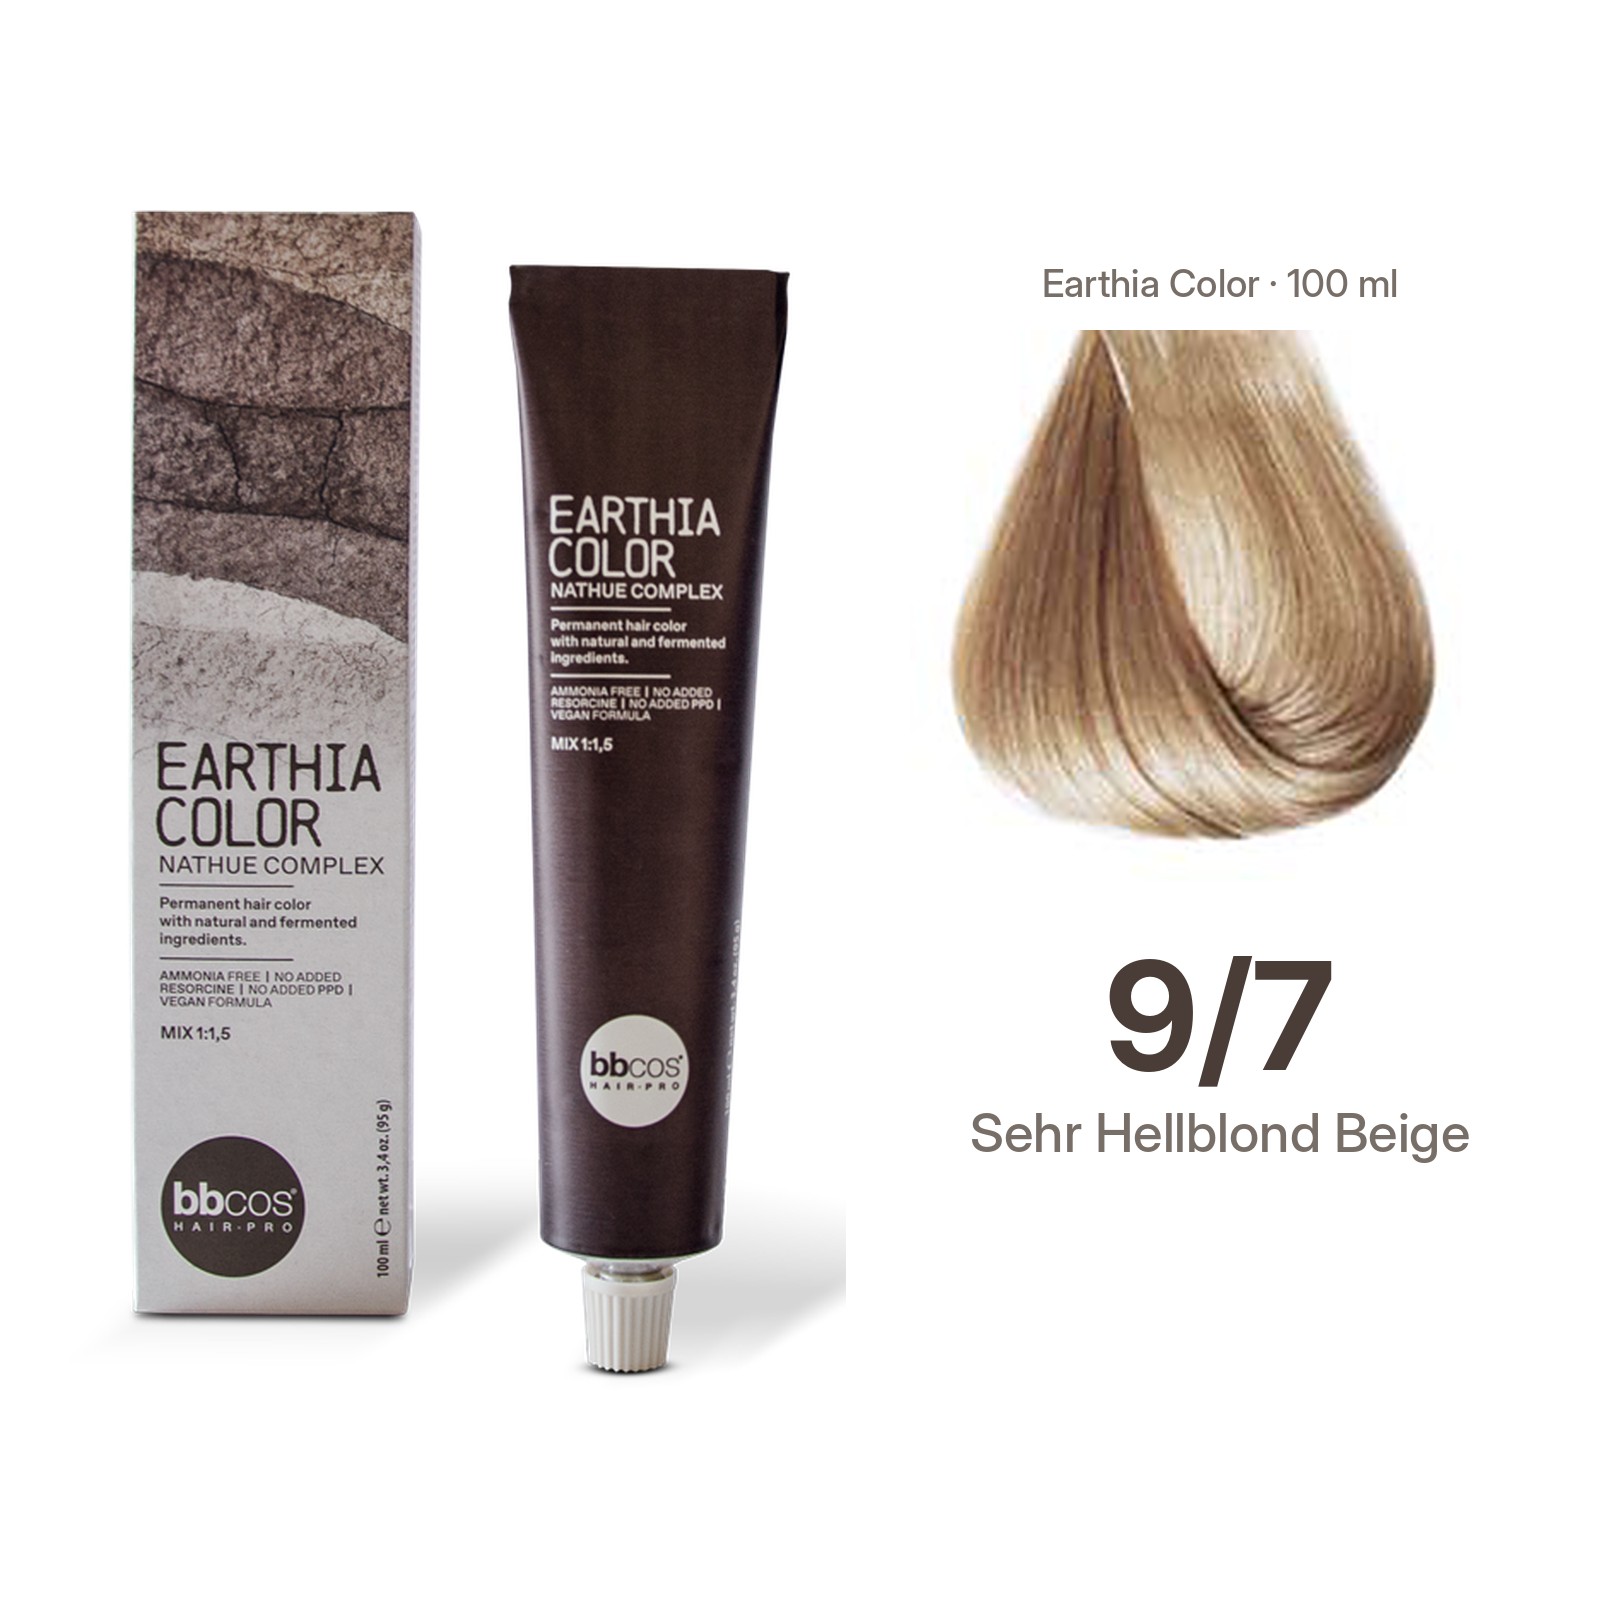 EARTHIA
COLOR
NATHUE COMPLEX
Permanent hair color
with natural and fermented
ingredients.
AMMONIA FREE | NO ADDED
RESORCINE | NO ADDED PPD |
VEGAN FORMULA
MIX 1:1,5
bbcos®
HAIR·PRO
100 ml ℮ net wt. 3,4 oz. (95 g)
EARTHIA
COLOR
NATHUE COMPLEX
Permanent hair color
with natural and fermented
ingredients.
AMMONIA FREE | NO ADDED
RESORCINE | NO ADDED PPD |
VEGAN FORMULA
MIX 1:1,5
bbcos®
HAIR·PRO
Earthia Color · 100 ml
9/7
Sehr Hellblond Beige